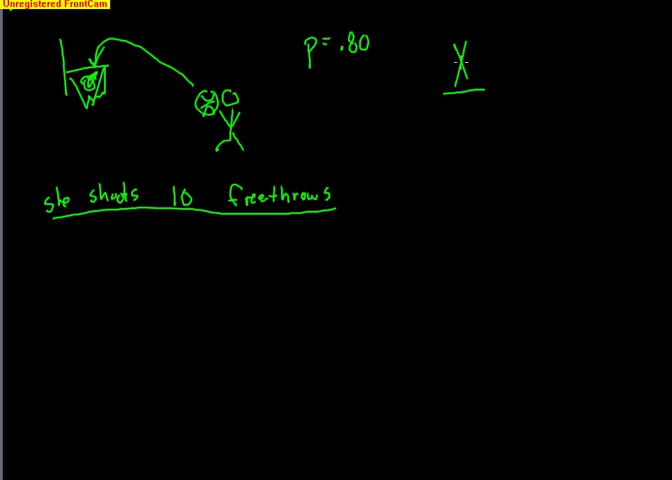 Unregistered FrontCam
p = .80
X
she shoots 10 freethrows